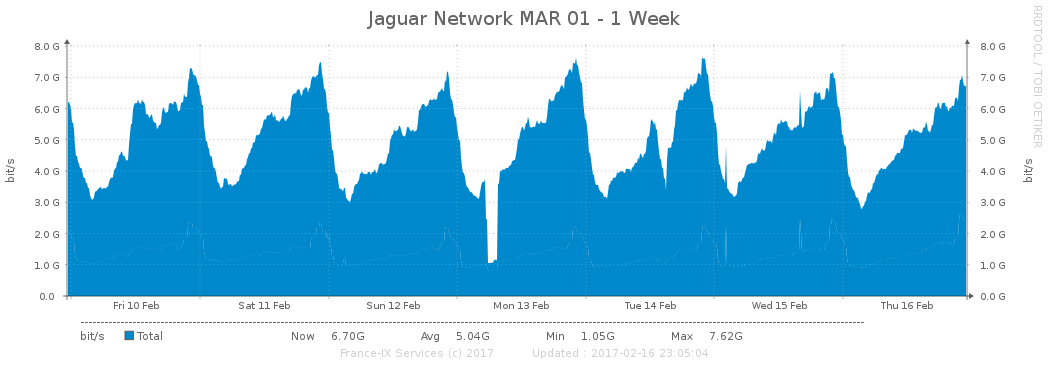 Jaguar Network MAR 01 - 1 Week
RRDTOOL / TOBI OETIKER
bit/s
8.0 G 8.0 G
7.0 G 7.0 G
6.0 G 6.0 G
5.0 G 5.0 G
4.0 G 4.0 G
3.0 G 3.0 G
2.0 G 2.0 G
1.0 G 1.0 G
0.0 0.0 G
bit/s
Fri 10 Feb Sat 11 Feb Sun 12 Feb Mon 13 Feb Tue 14 Feb Wed 15 Feb Thu 16 Feb
bit/s Total Now 6.70G Avg 5.04G Min 1.05G Max 7.62G
France-IX Services (c) 2017 Updated : 2017-02-16 23:05:04